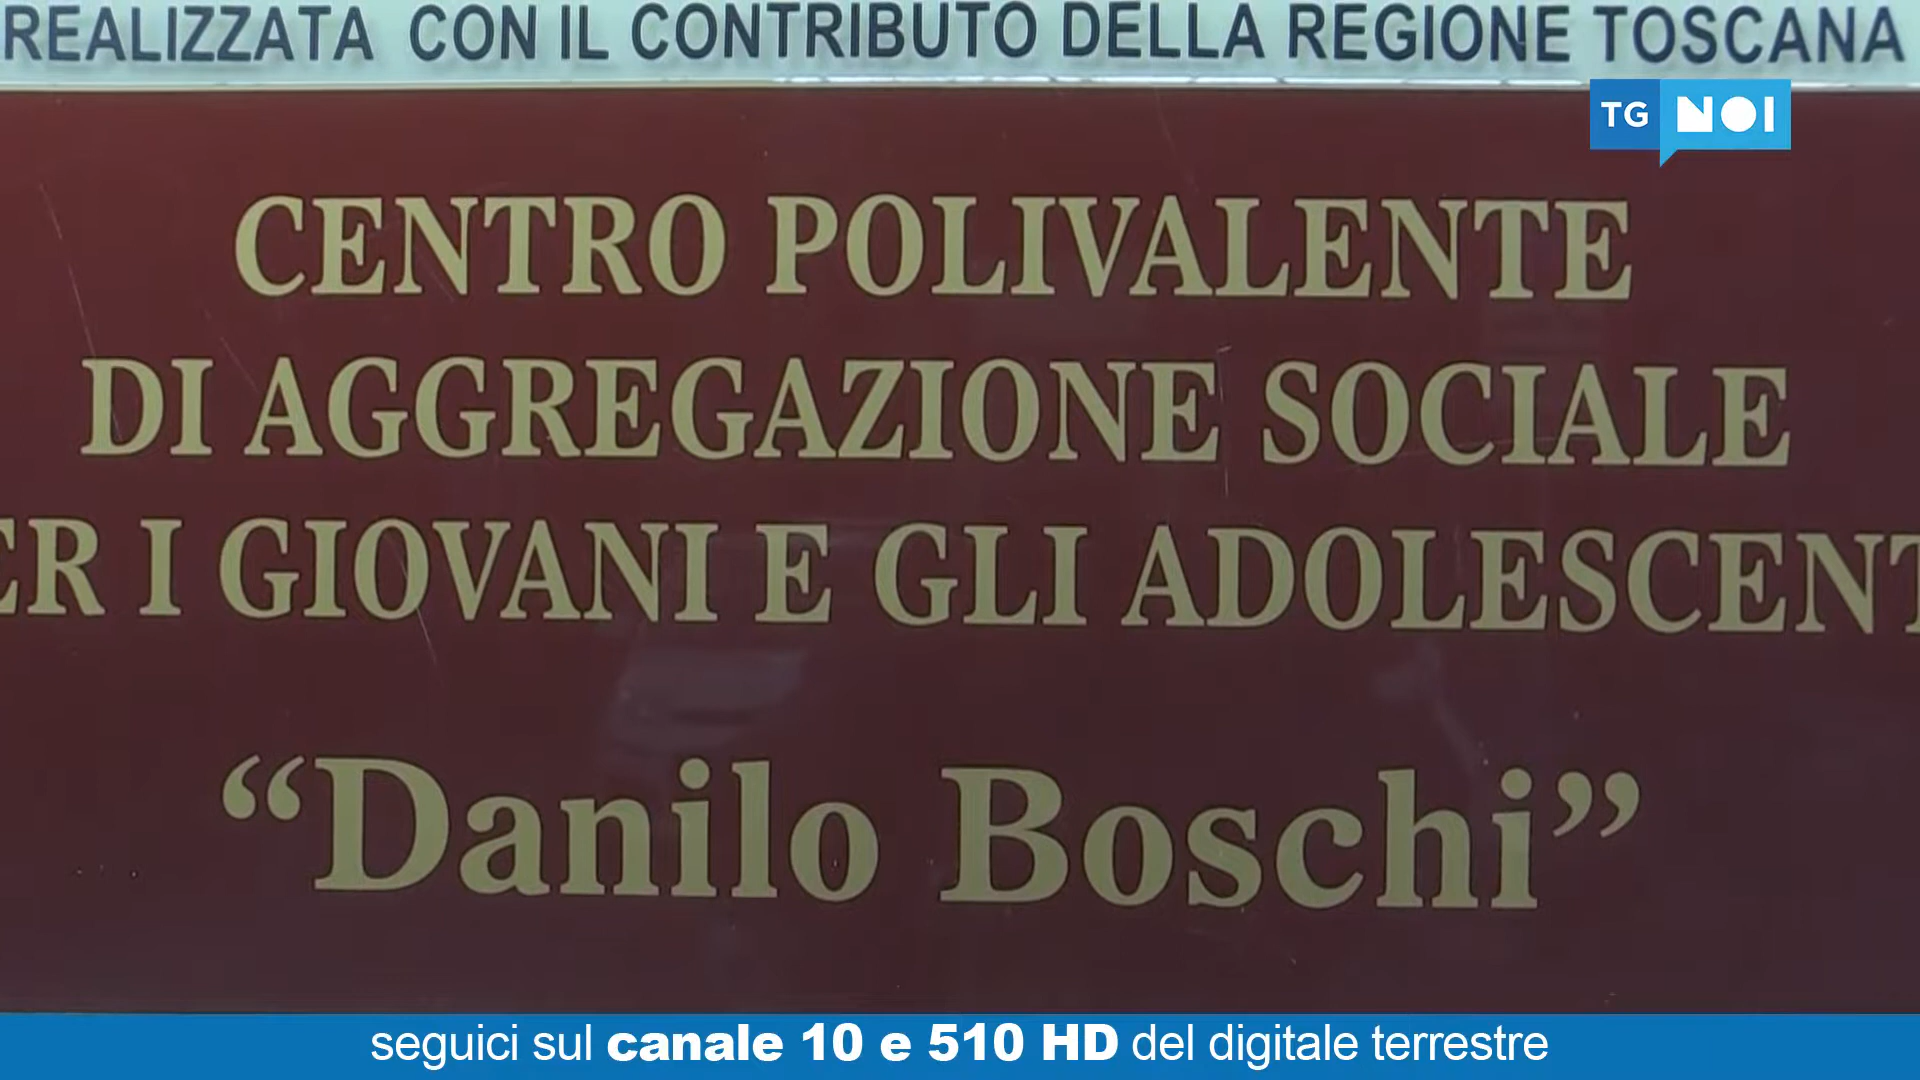 REALIZZATA CON IL CONTRIBUTO DELLA REGIONE TOSCANA
TG NOI
CENTRO POLIVALENTE
DI AGGREGAZIONE SOCIALE
ER I GIOVANI E GLI ADOLESCENT
“Danilo Boschi”
seguici sul canale 10 e 510 HD del digitale terrestre